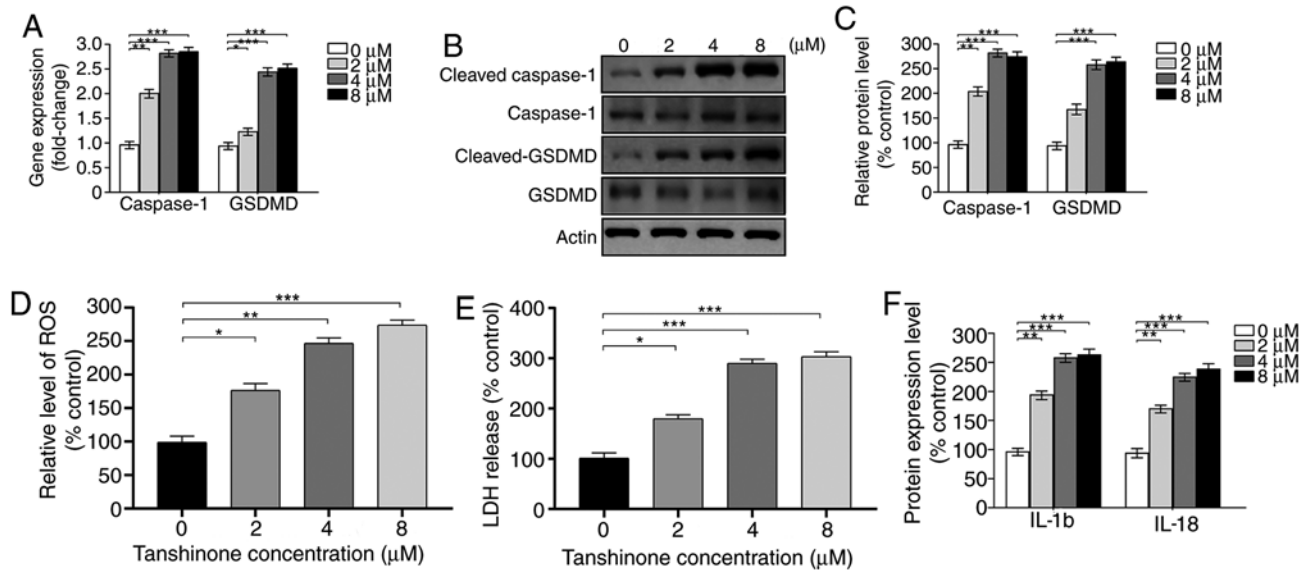 A
Gene expression
(fold-change)
3.0
2.5
2.0
1.5
1.0
0.5
0
***
***
**
***
***
*
Caspase-1 GSDMD
0 μM
2 μM
4 μM
8 μM
B
0 2 4 8 (μM)
Cleaved caspase-1
Caspase-1
Cleaved-GSDMD
GSDMD
Actin
C
Relative protein level
(% control)
300
250
200
150
100
50
0
***
***
**
***
***
Caspase-1 GSDMD
0 μM
2 μM
4 μM
8 μM
D
Relative level of ROS
(% control)
300
250
200
150
100
50
0
***
**
*
0 2 4 8
Tanshinone concentration (μM)
E
LDH release (% control)
400
300
200
100
0
***
***
*
0 2 4 8
Tanshinone concentration (μM)
F
Protein expression level
(% control)
300
250
200
150
100
50
0
***
***
**
***
***
**
IL-1b IL-18
0 μM
2 μM
4 μM
8 μM